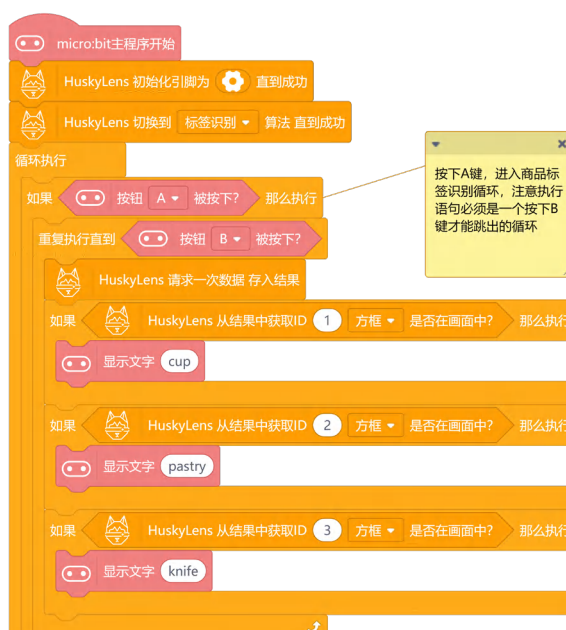 micro:bit主程序开始
HuskyLens 初始化引脚为 直到成功
HuskyLens 切换到 标签识别 算法 直到成功
循环执行
如果 按钮 A 被按下? 那么执行
按下A键，进入商品标
签识别循环，注意执行
语句必须是一个按下B
键才能跳出的循环
重复执行直到 按钮 B 被按下?
HuskyLens 请求一次数据 存入结果
如果 HuskyLens 从结果中获取ID 1 方框 是否在画面中? 那么执行
显示文字 cup
如果 HuskyLens 从结果中获取ID 2 方框 是否在画面中? 那么执行
显示文字 pastry
如果 HuskyLens 从结果中获取ID 3 方框 是否在画面中? 那么执行
显示文字 knife